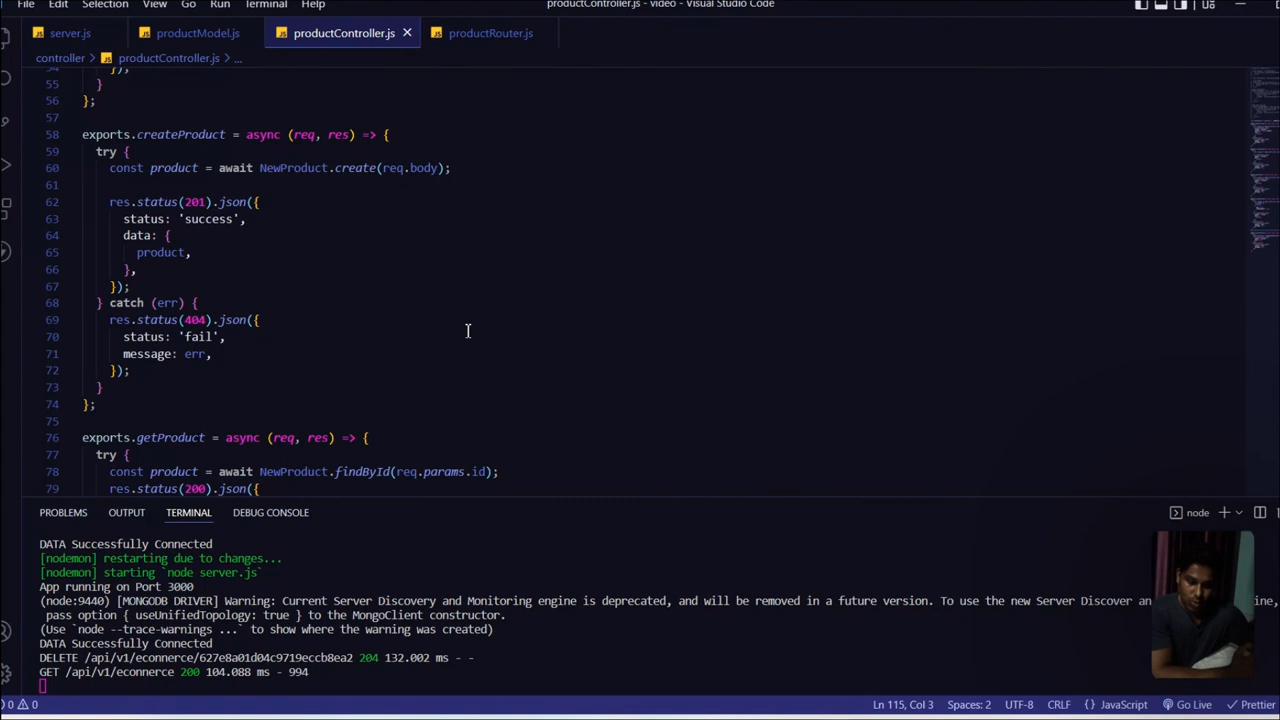 File Edit Selection View Go Run Terminal Help productController.js - video - Visual Studio Code
JS server.js JS productModel.js JS productController.js × JS productRouter.js
controller > JS productController.js > ...
54 });
55 }
56 };
57
58 exports.createProduct = async (req, res) => {
59 try {
60 const product = await NewProduct.create(req.body);
61
62 res.status(201).json({
63 status: 'success',
64 data: {
65 product,
66 },
67 });
68 } catch (err) {
69 res.status(404).json({
70 status: 'fail',
71 message: err,
72 });
73 }
74 };
75
76 exports.getProduct = async (req, res) => {
77 try {
78 const product = await NewProduct.findById(req.params.id);
79 res.status(200).json({
PROBLEMS OUTPUT TERMINAL DEBUG CONSOLE node
DATA Successfully Connected
[nodemon] restarting due to changes...
[nodemon] starting `node server.js`
App running on Port 3000
(node:9440) [MONGODB DRIVER] Warning: Current Server Discovery and Monitoring engine is deprecated, and will be removed in a future version. To use the new Server Discover an ine,
pass option { useUnifiedTopology: true } to the MongoClient constructor.
(Use `node --trace-warnings ...` to show where the warning was created)
DATA Successfully Connected
DELETE /api/v1/econnerce/627e8a01d04c9719eccb8ea2 204 132.002 ms - -
GET /api/v1/econnerce 200 104.088 ms - 994
0 0 Ln 115, Col 3 Spaces: 2 UTF-8 CRLF {} JavaScript Go Live Prettier